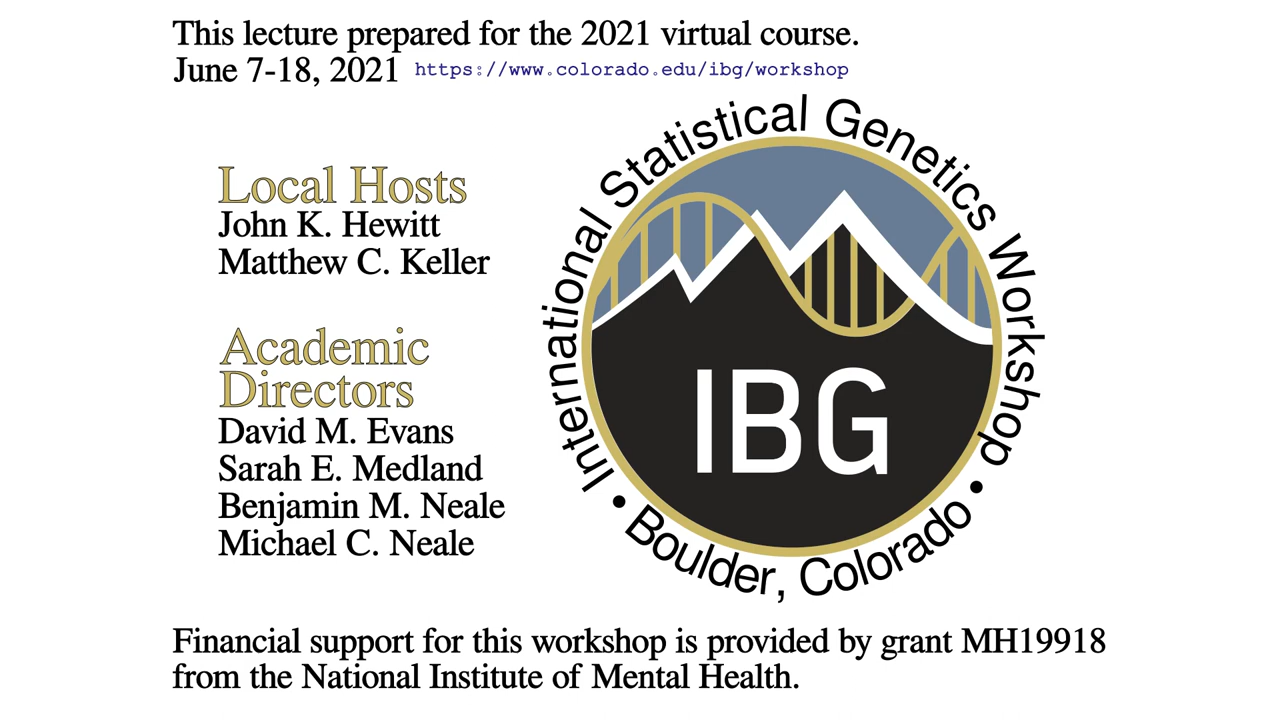 This lecture prepared for the 2021 virtual course.
June 7-18, 2021 https://www.colorado.edu/ibg/workshop
Local Hosts
John K. Hewitt
Matthew C. Keller
Academic
Directors
David M. Evans
Sarah E. Medland
Benjamin M. Neale
Michael C. Neale
International Statistical Genetics Workshop
• Boulder, Colorado •
IBG
Financial support for this workshop is provided by grant MH19918
from the National Institute of Mental Health.